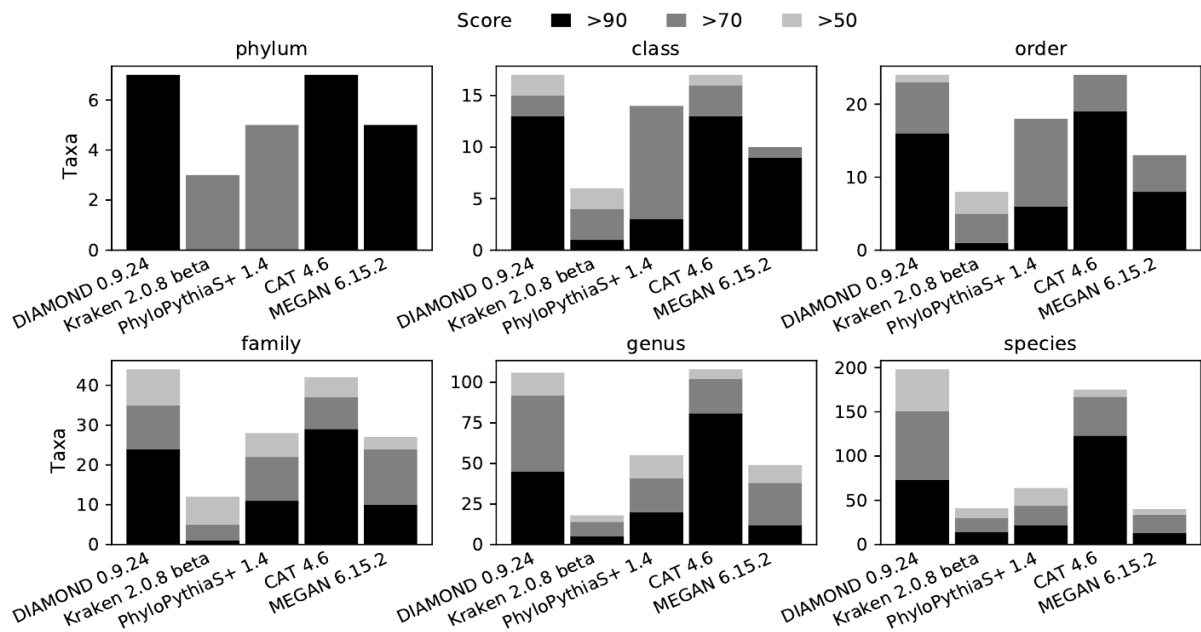 Score >90 >70 >50
phylum class order
6
4
2
0
Taxa
15
10
5
0
20
10
0
DIAMOND 0.9.24
Kraken 2.0.8 beta
PhyloPythiaS+ 1.4
CAT 4.6
MEGAN 6.15.2
DIAMOND 0.9.24
Kraken 2.0.8 beta
PhyloPythiaS+ 1.4
CAT 4.6
MEGAN 6.15.2
DIAMOND 0.9.24
Kraken 2.0.8 beta
PhyloPythiaS+ 1.4
CAT 4.6
MEGAN 6.15.2
family genus species
40
30
20
10
0
Taxa
100
50
0
200
150
100
50
0
DIAMOND 0.9.24
Kraken 2.0.8 beta
PhyloPythiaS+ 1.4
CAT 4.6
MEGAN 6.15.2
DIAMOND 0.9.24
Kraken 2.0.8 beta
PhyloPythiaS+ 1.4
CAT 4.6
MEGAN 6.15.2
DIAMOND 0.9.24
Kraken 2.0.8 beta
PhyloPythiaS+ 1.4
CAT 4.6
MEGAN 6.15.2